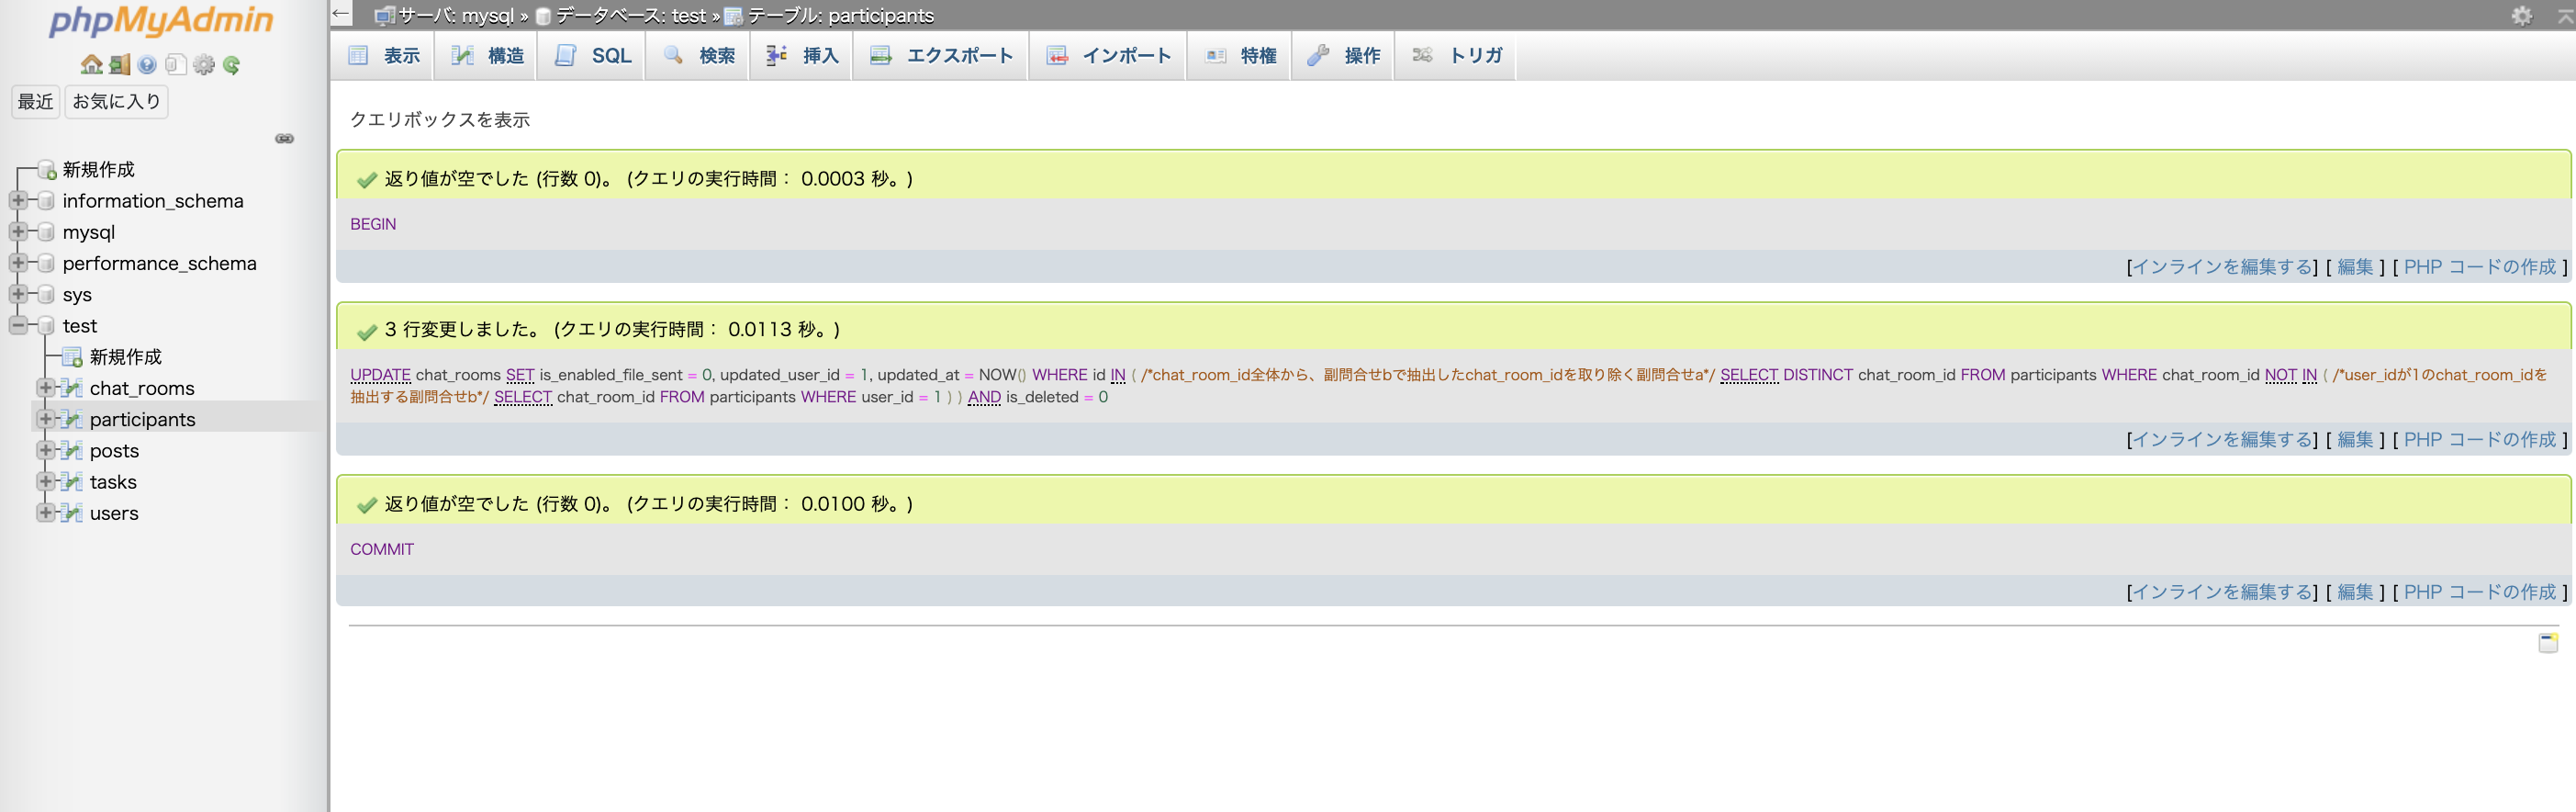 phpMyAdmin
最近 お気に入り
新規作成
information_schema
mysql
performance_schema
sys
test
新規作成
chat_rooms
participants
posts
tasks
users
← サーバ: mysql » データベース: test » テーブル: participants
表示 構造 SQL 検索 挿入 エクスポート インポート 特権 操作 トリガ
クエリボックスを表示
返り値が空でした (行数 0)。 (クエリの実行時間： 0.0003 秒。)
BEGIN
[インラインを編集する] [ 編集 ] [ PHP コードの作成 ]
3 行変更しました。 (クエリの実行時間： 0.0113 秒。)
UPDATE chat_rooms SET is_enabled_file_sent = 0, updated_user_id = 1, updated_at = NOW() WHERE id IN ( /*chat_room_id全体から、副問合せbで抽出したchat_room_idを取り除く副問合せa*/ SELECT DISTINCT chat_room_id FROM participants WHERE chat_room_id NOT IN ( /*user_idが1のchat_room_idを
抽出する副問合せb*/ SELECT chat_room_id FROM participants WHERE user_id = 1 ) ) AND is_deleted = 0
[インラインを編集する] [ 編集 ] [ PHP コードの作成 ]
返り値が空でした (行数 0)。 (クエリの実行時間： 0.0100 秒。)
COMMIT
[インラインを編集する] [ 編集 ] [ PHP コードの作成 ]